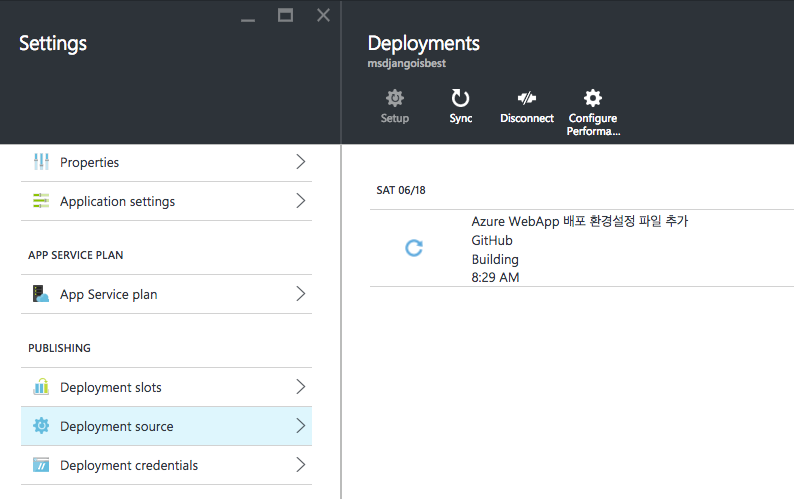 Settings
Properties
Application settings
APP SERVICE PLAN
App Service plan
PUBLISHING
Deployment slots
Deployment source
Deployment credentials
Deployments
msdjangoisbest
Setup
Sync
Disconnect
Configure
Performa...
SAT 06/18
Azure WebApp 배포 환경설정 파일 추가
GitHub
Building
8:29 AM